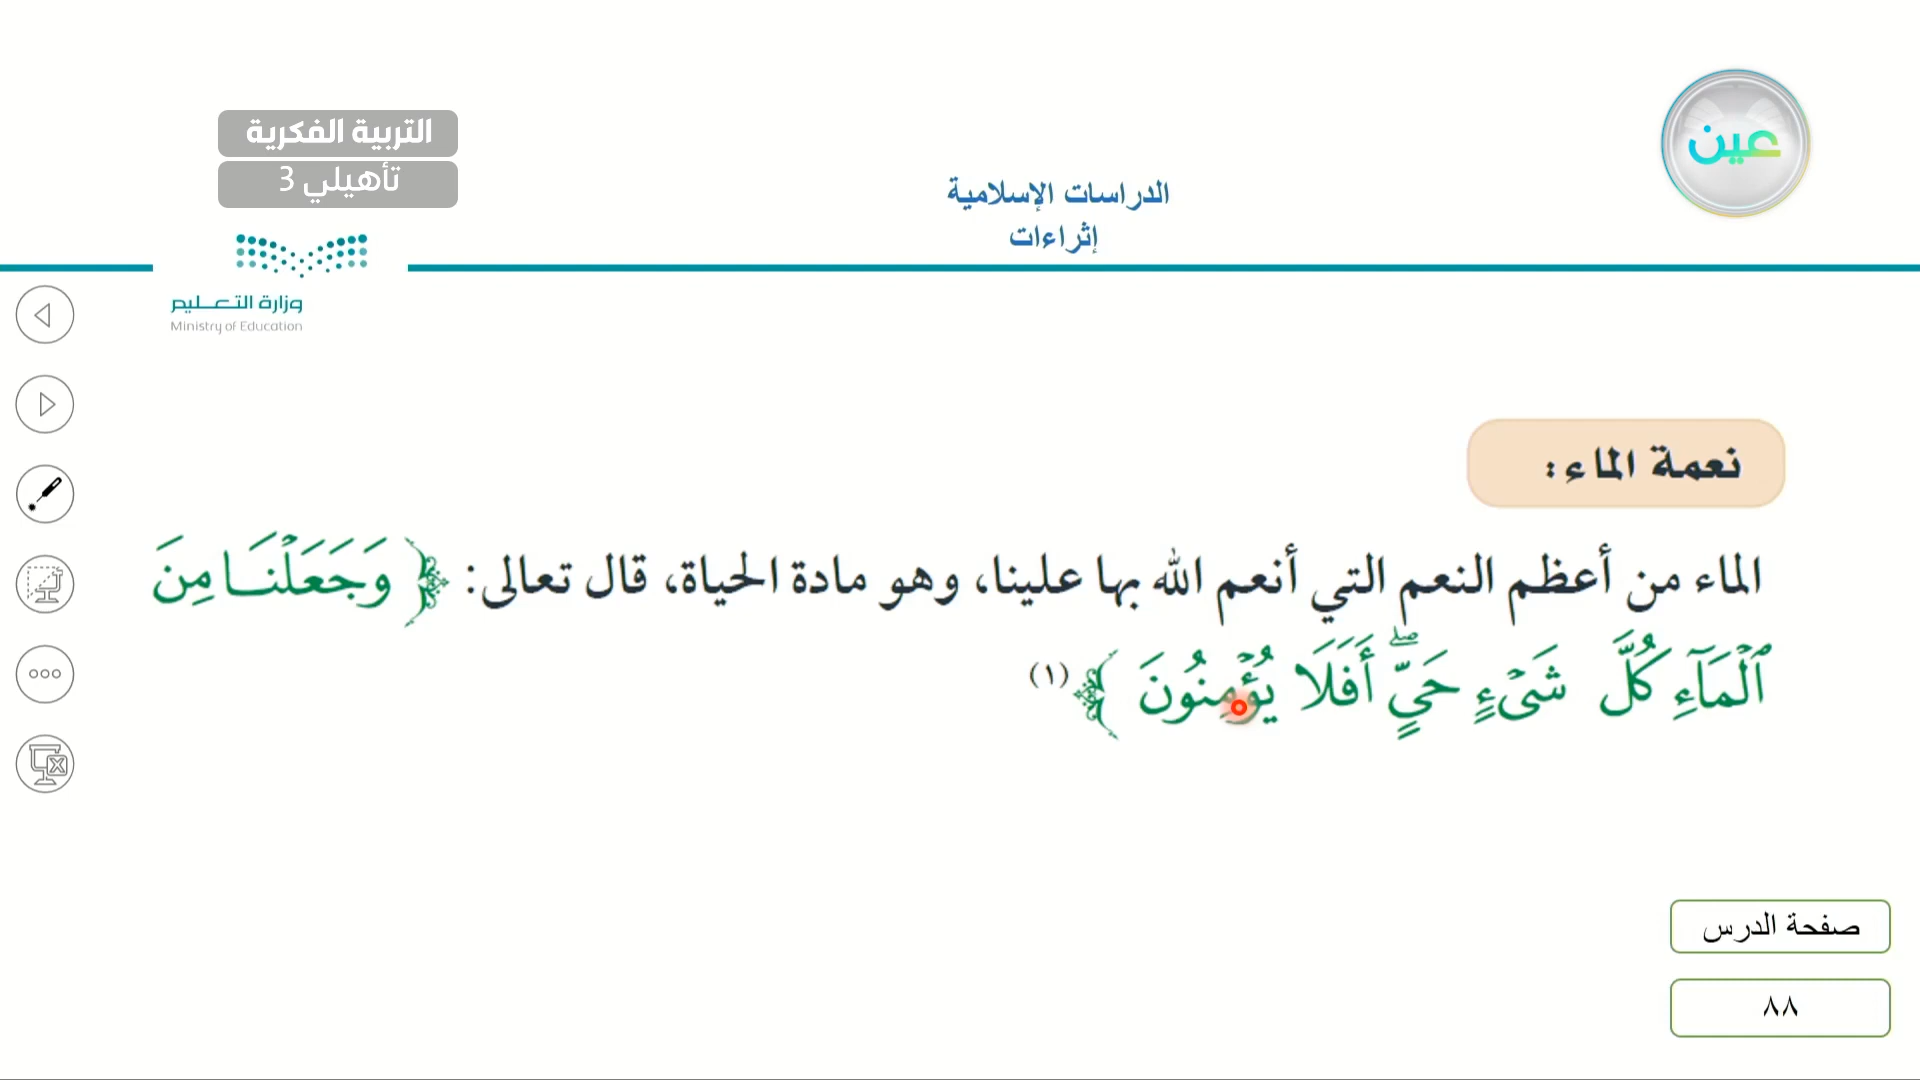 عين
التربية الفكرية
تأهيلي 3
الدراسات الإسلامية
إثراءات
وزارة التعليم
Ministry of Education
نعمة الماء:
الماء من أعظم النعم التي أنعم الله بها علينا، وهو مادة الحياة، قال تعالى: ﴿ وَجَعَلْنَا مِنَ
ٱلْمَآءِ كُلَّ شَىْءٍ حَىٍّ ۖ أَفَلَا يُؤْمِنُونَ ﴾ (١)
صفحة الدرس
٨٨